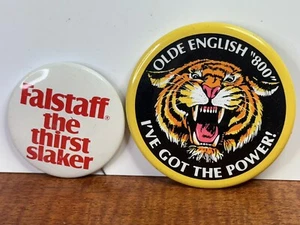 falstaff®
the
thirst
slaker
OLDE ENGLISH "800"
I'VE GOT THE POWER!